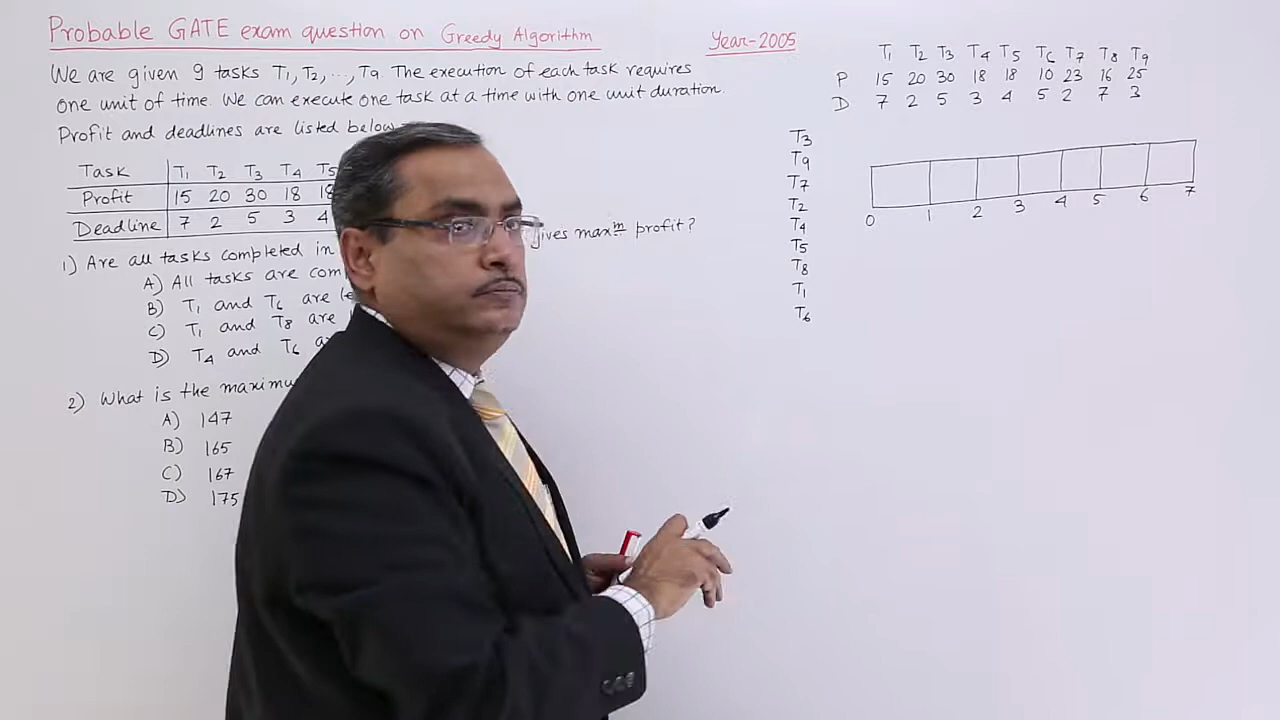 Probable GATE exam question on Greedy Algorithm
Year-2005
We are given 9 tasks T1, T2, ..., T9. The execution of each task requires
one unit of time. We can execute one task at a time with one unit duration.
Profit and deadlines are listed below
Task T1 T2 T3 T4 T5
Profit 15 20 30 18 18
Deadline 7 2 5 3 4
1) Are all tasks completed in gives maxm profit?
A) All tasks are com
B) T1 and T6 are
C) T1 and T8 are
D) T4 and T6
2) What is the maximu
A) 147
B) 165
C) 167
D) 175
T1 T2 T3 T4 T5 T6 T7 T8 T9
P 15 20 30 18 18 10 23 16 25
D 7 2 5 3 4 5 2 7 3
T3
T9
T7
T2
T4
T5
T8
T1
T6
0 1 2 3 4 5 6 7